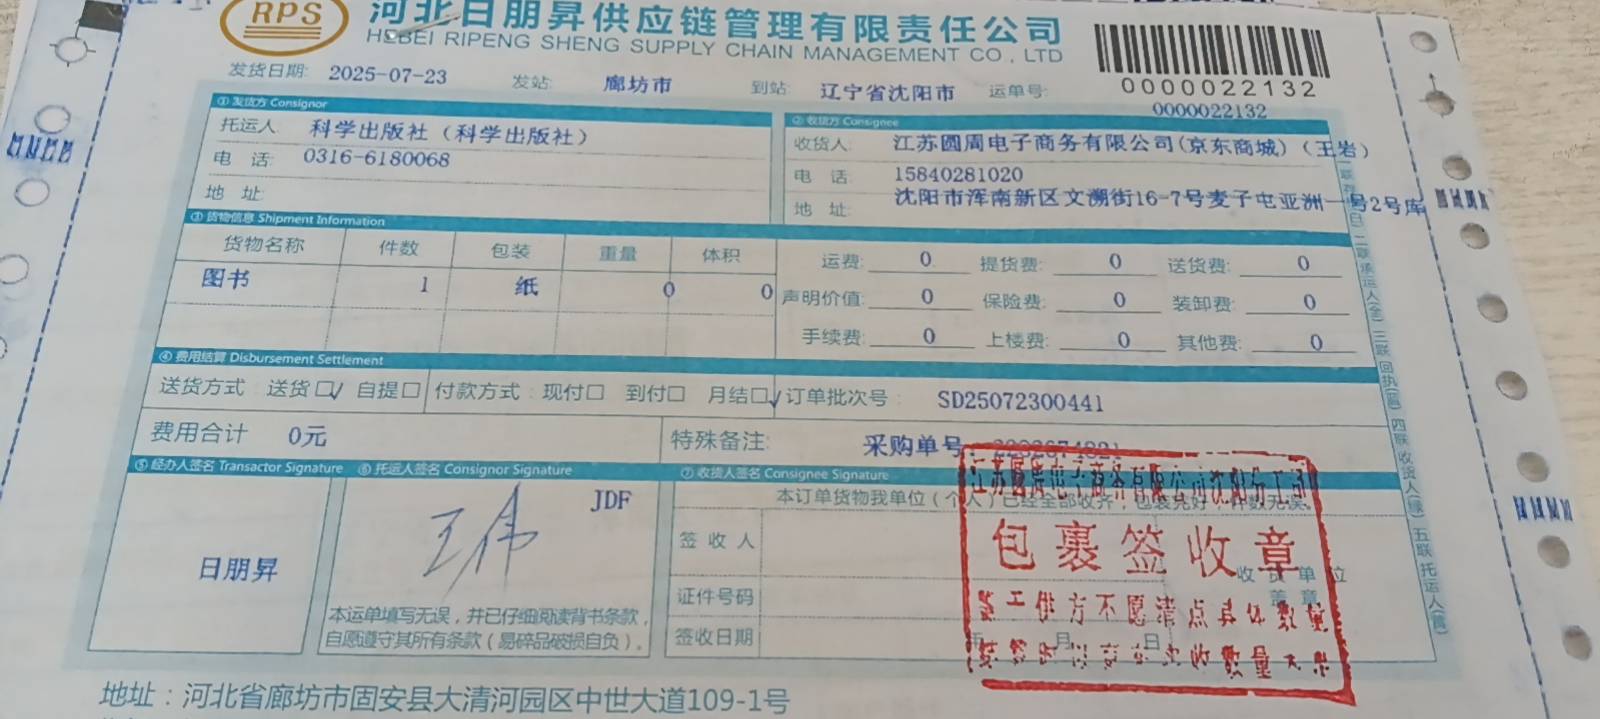 RPS
河北日朋昇供应链管理有限责任公司
HEBEI RIPENG SHENG SUPPLY CHAIN MANAGEMENT CO., LTD
发货日期: 2025-07-23 发站: 廊坊市 到站: 辽宁省沈阳市 运单号:
0000022132
0000022132
① 发货方 Consignor
托运人: 科学出版社（科学出版社）
电 话: 0316-6180068
地 址:
② 收货方 Consignee
收货人: 江苏圆周电子商务有限公司(京东商城)（王岩）
电 话 15840281020
地 址: 沈阳市浑南新区文溯街16-7号麦子屯亚洲一号2号库
③ 货物信息 Shipment Information
货物名称 件数 包装 重量 体积
图书 1 纸 0 0
运费: 0 提货费: 0 送货费: 0
声明价值: 0 保险费: 0 装卸费: 0
手续费: 0 上楼费: 0 其他费: 0
④ 费用结算 Disbursement Settlement
送货方式 送货☐√ 自提☐ 付款方式: 现付☐ 到付☐ 月结☐√ 订单批次号: SD25072300441
费用合计 0元 特殊备注: 采购单号:
⑤ 经办人签名 Transactor Signature ⑥ 托运人签名 Consignor Signature ⑦ 收货人签名 Consignee Signature
日朋昇
JDF
王伟
本运单填写无误，并已仔细阅读背书条款，
自愿遵守其所有条款（易碎品破损自负）。
本订单货物我单位（个人）已经全部收齐，包装完好，件数无误。
签 收 人
证件号码
签收日期 年 月 日
收货单位
盖 章
包裹签收章
地址：河北省廊坊市固安县大清河园区中世大道109-1号